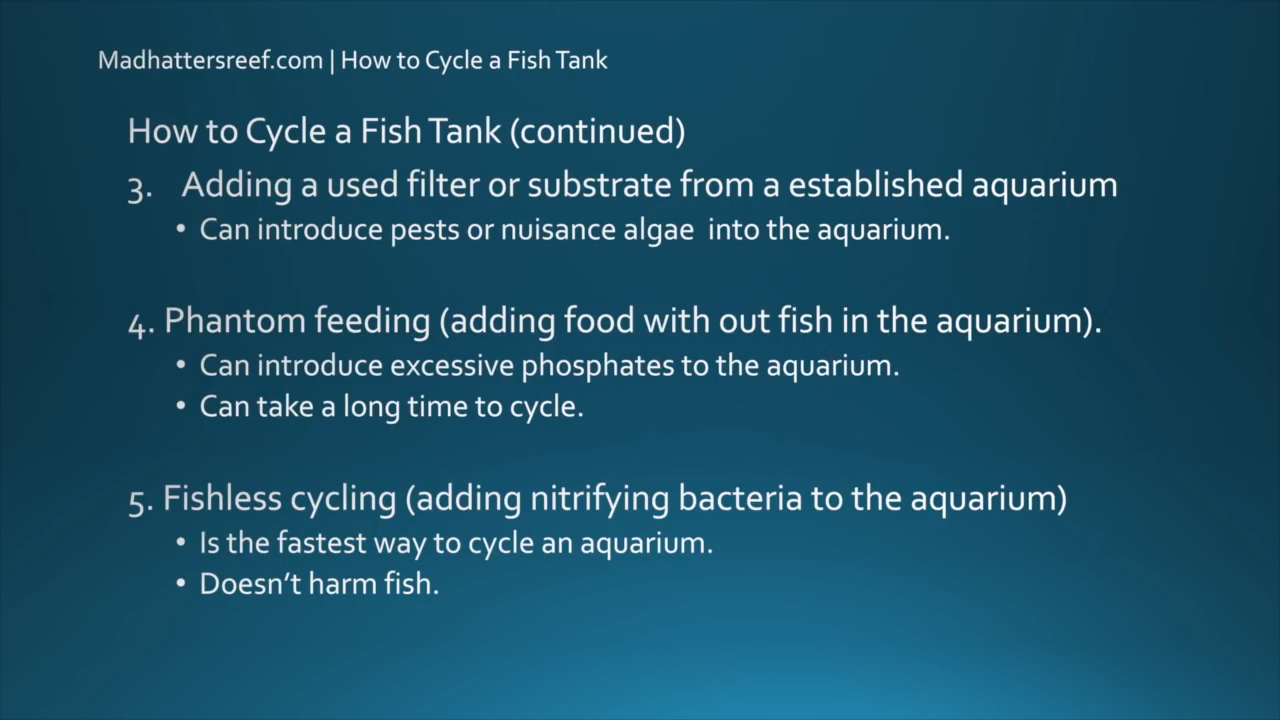 Madhattersreef.com | How to Cycle a Fish Tank
How to Cycle a Fish Tank (continued)
3. Adding a used filter or substrate from a established aquarium
• Can introduce pests or nuisance algae into the aquarium.
4. Phantom feeding (adding food with out fish in the aquarium).
• Can introduce excessive phosphates to the aquarium.
• Can take a long time to cycle.
5. Fishless cycling (adding nitrifying bacteria to the aquarium)
• Is the fastest way to cycle an aquarium.
• Doesn’t harm fish.